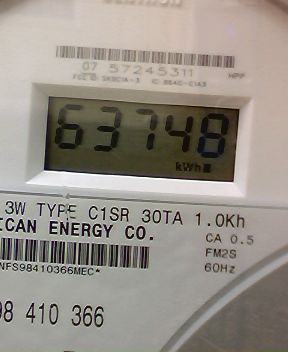 07 57245311
HPP
63748
kWh
3W TYPE C1SR 30TA 1.0Kh
ICAN ENERGY CO.
CA 0.5
FM2S
NFS98410366MEC*
60Hz
98 410 366